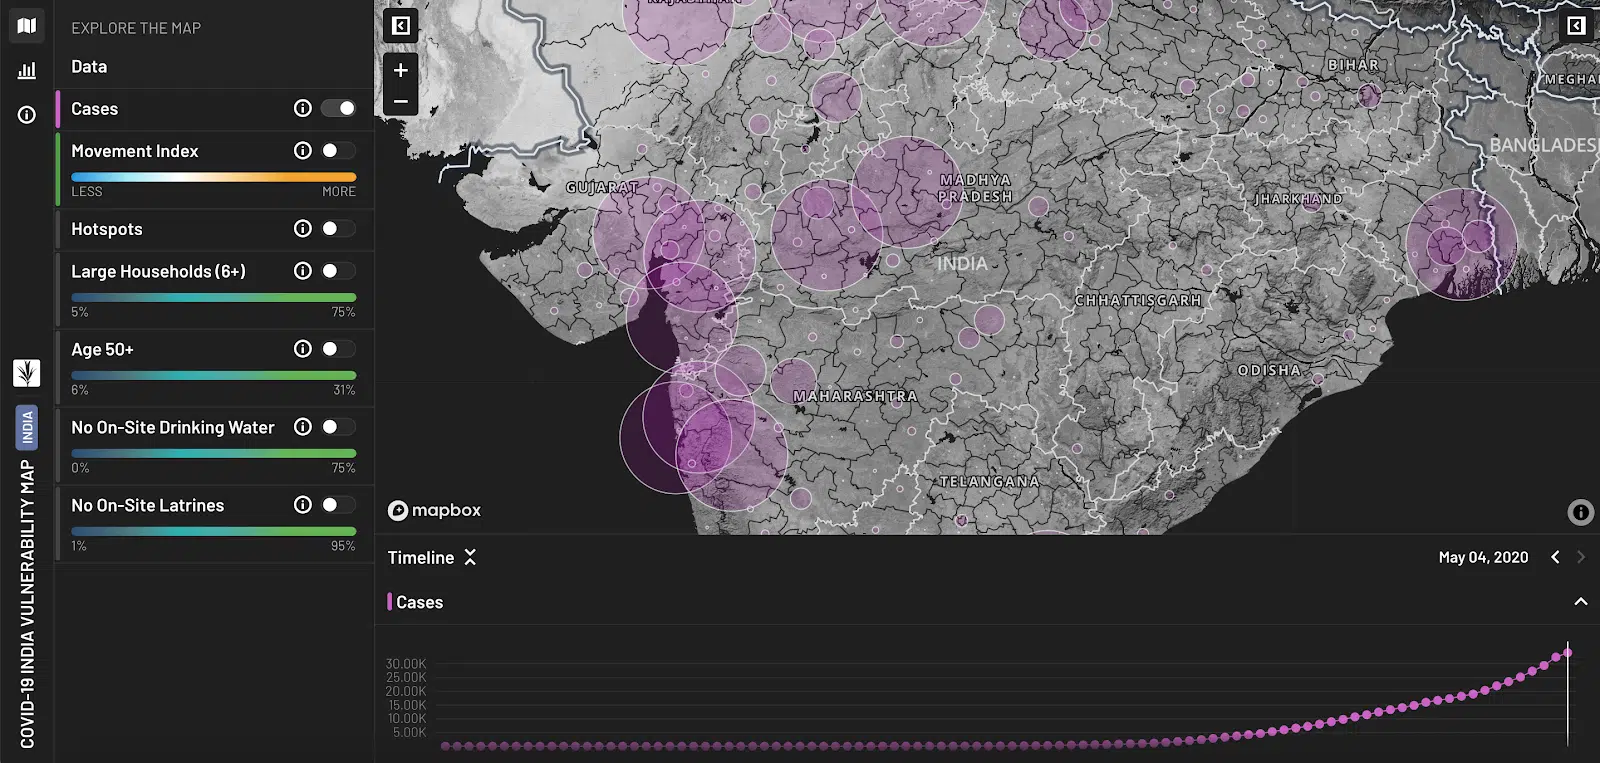 EXPLORE THE MAP
Data
Cases
Movement Index
LESS
MORE
Hotspots
Large Households (6+)
5%
75%
Age 50+
6%
31%
No On-Site Drinking Water
0%
75%
No On-Site Latrines
1%
95%
INDIA
COVID-19 INDIA VULNERABILITY MAP
BIHAR
MEGHA
BANGLADES
GUJARAT
MADHYA
PRADESH
JHARKHAND
INDIA
CHHATTISGARH
ODISHA
MAHARASHTRA
TELANGANA
mapbox
Timeline
May 04, 2020
Cases
30.00K
25.00K
20.00K
15.00K
10.00K
5.00K